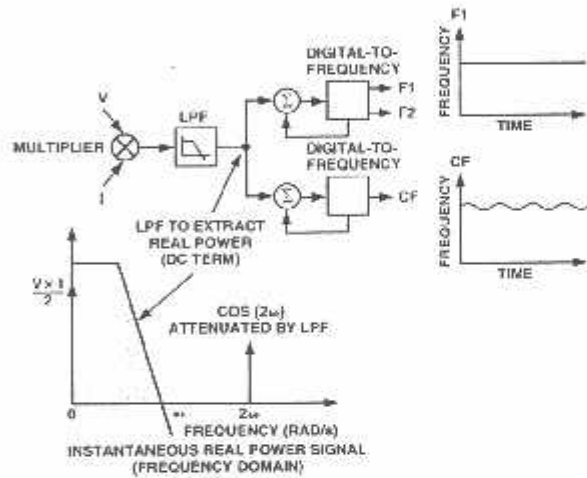 DIGITAL-TO-
FREQUENCY
F1
F2
V
LPF
MULTIPLIER
I
Σ
DIGITAL-TO-
FREQUENCY
CF
Σ
LPF TO EXTRACT
REAL POWER
(DC TERM)
V × I
2
COS (2ω)
ATTENUATED BY LPF
0
2ω
FREQUENCY (RAD/s)
INSTANTANEOUS REAL POWER SIGNAL
(FREQUENCY DOMAIN)
F1
FREQUENCY
TIME
CF
FREQUENCY
TIME